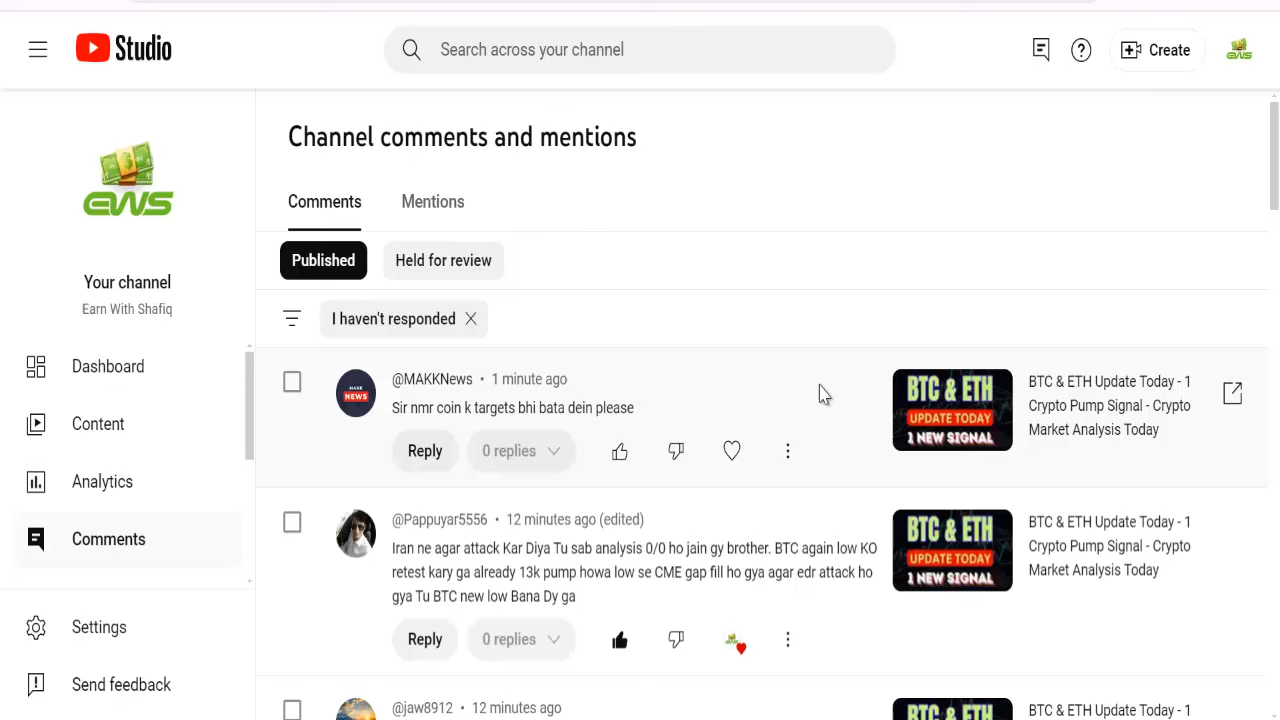 Studio
Search across your channel
Create
EWS
EWS
Your channel
Earn With Shafiq
Dashboard
Content
Analytics
Comments
Settings
Send feedback
Channel comments and mentions
Comments
Mentions
Published
Held for review
I haven't responded
@MAKKNews • 1 minute ago
Sir nmr coin k targets bhi bata dein please
Reply
0 replies
MAKK
NEWS
BTC & ETH
UPDATE TODAY
1 NEW SIGNAL
BTC & ETH Update Today - 1
Crypto Pump Signal - Crypto
Market Analysis Today
@Pappuyar5556 • 12 minutes ago (edited)
Iran ne agar attack Kar Diya Tu sab analysis 0/0 ho jain gy brother. BTC again low KO
retest kary ga already 13k pump howa low se CME gap fill ho gya agar edr attack ho
gya Tu BTC new low Bana Dy ga
Reply
0 replies
BTC & ETH
UPDATE TODAY
1 NEW SIGNAL
BTC & ETH Update Today - 1
Crypto Pump Signal - Crypto
Market Analysis Today
@jaw8912 • 12 minutes ago
BTC & ETH
BTC & ETH Update Today - 1